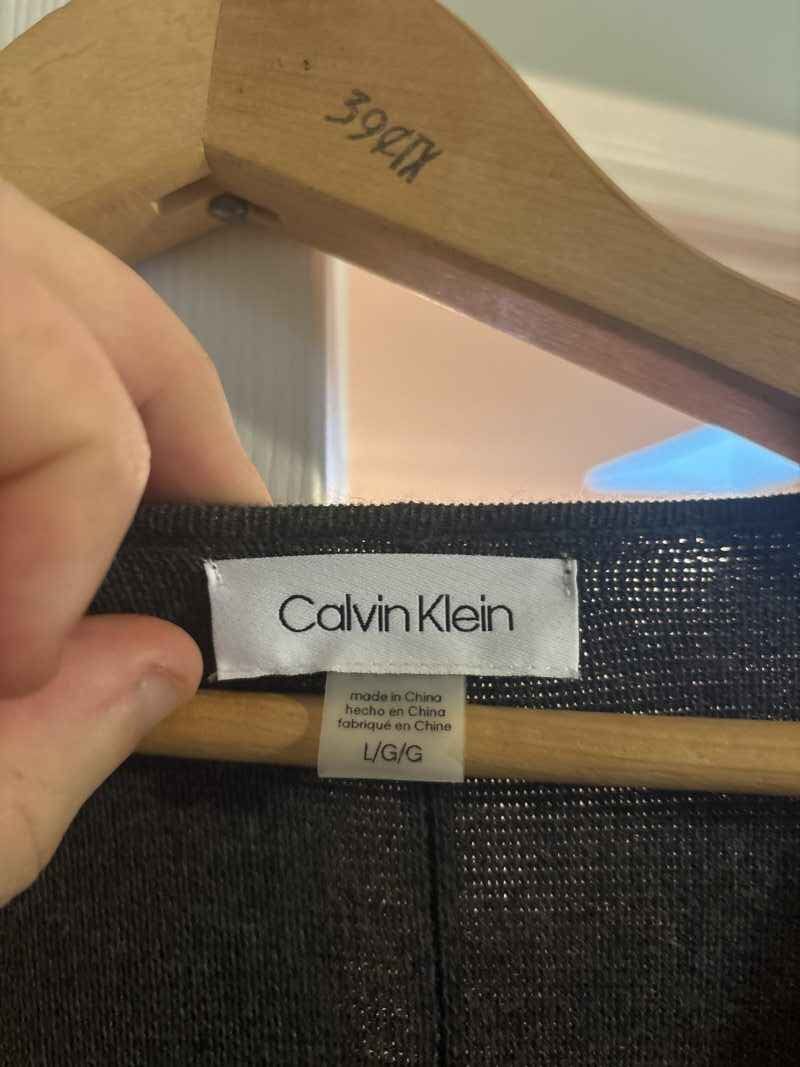 Calvin Klein
made in China
hecho en China
fabriqué en Chine
L/G/G